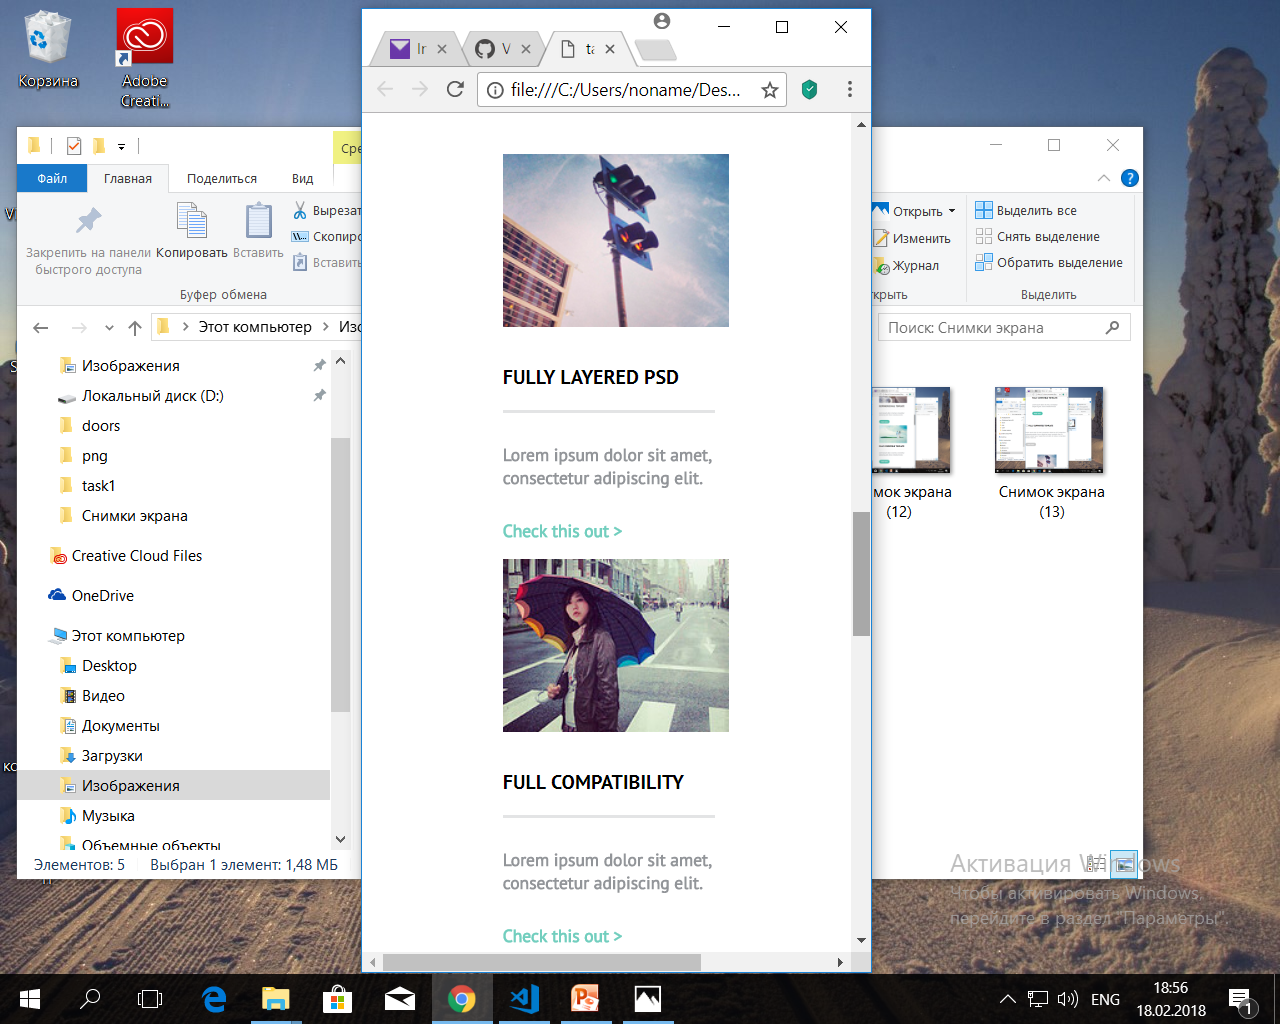 Корзина
Adobe
Creati...
Ir
V
ta
file:///C:/Users/noname/Des...
Сре
Файл
Главная
Поделиться
Вид
Закрепить на панели
быстрого доступа
Копировать
Вставить
Вырезат
Скопиро
Вставить
Буфер обмена
Открыть
Изменить
Журнал
крыть
Выделить все
Снять выделение
Обратить выделение
Выделить
Этот компьютер
Изо
Поиск: Снимки экрана
Изображения
Локальный диск (D:)
doors
png
task1
Снимки экрана
Creative Cloud Files
OneDrive
Этот компьютер
Desktop
Видео
Документы
Загрузки
Изображения
Музыка
Объемные объекты
Элементов: 5
Выбран 1 элемент: 1,48 МБ
FULLY LAYERED PSD
Lorem ipsum dolor sit amet,
consectetur adipiscing elit.
Check this out >
FULL COMPATIBILITY
Lorem ipsum dolor sit amet,
consectetur adipiscing elit.
Check this out >
мок экрана
(12)
Снимок экрана
(13)
Активация Windows
Чтобы активировать Windows,
перейдите в раздел "Параметры".
ENG
18:56
18.02.2018
1